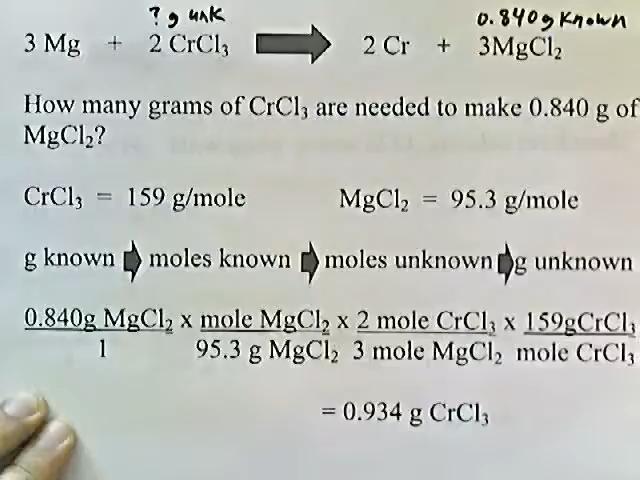 ? g unk 0.840g Known
3 Mg + 2 CrCl₃ 2 Cr + 3MgCl₂
How many grams of CrCl₃ are needed to make 0.840 g of
MgCl₂?
CrCl₃ = 159 g/mole MgCl₂ = 95.3 g/mole
g known moles known moles unknown g unknown
0.840g MgCl₂ x mole MgCl₂ x 2 mole CrCl₃ x 159gCrCl₃
1 95.3 g MgCl₂ 3 mole MgCl₂ mole CrCl₃
= 0.934 g CrCl₃